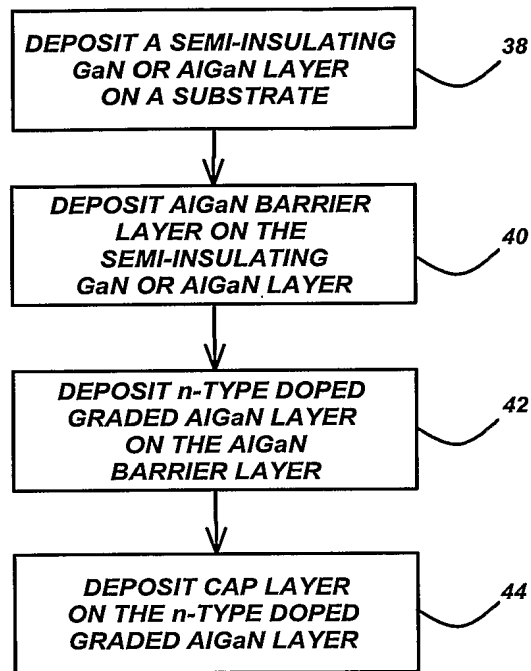 DEPOSIT A SEMI-INSULATING
GaN OR AlGaN LAYER
ON A SUBSTRATE
38
DEPOSIT AlGaN BARRIER
LAYER ON THE
SEMI-INSULATING
GaN OR AlGaN LAYER
40
DEPOSIT n-TYPE DOPED
GRADED AlGaN LAYER
ON THE AlGaN
BARRIER LAYER
42
DEPOSIT CAP LAYER
ON THE n-TYPE DOPED
GRADED AlGaN LAYER
44